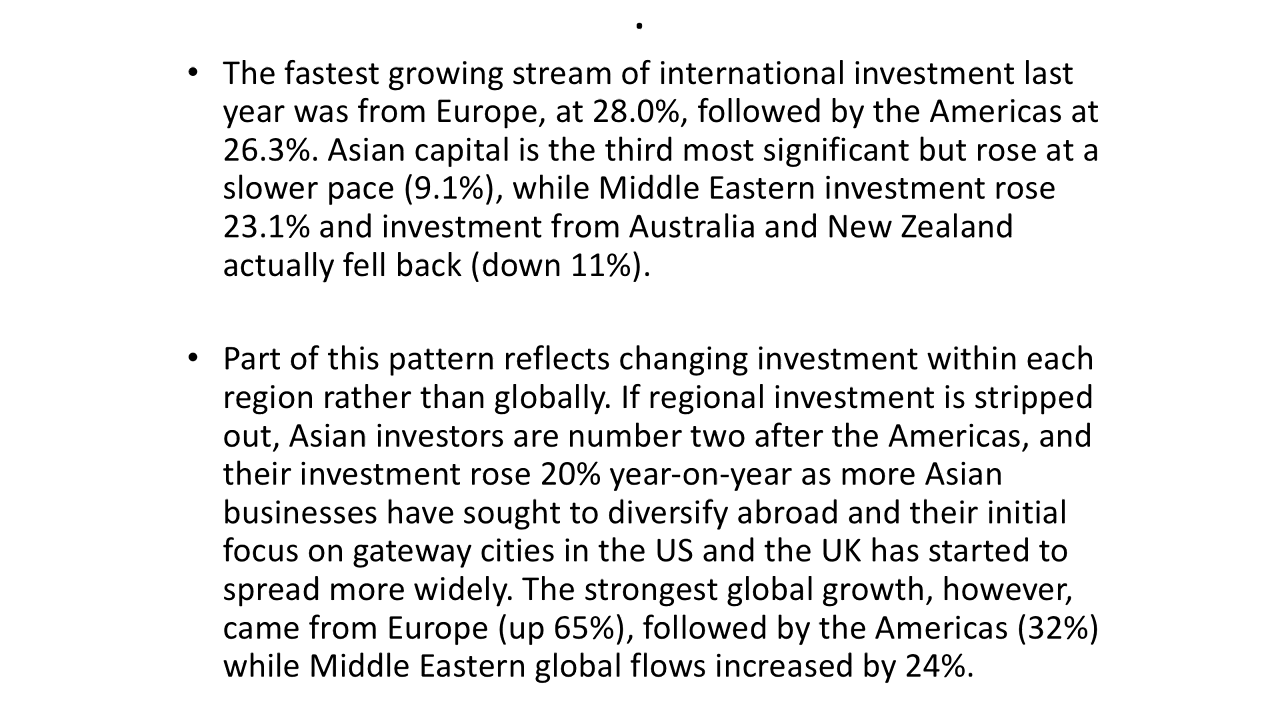 .
• The fastest growing stream of international investment last
year was from Europe, at 28.0%, followed by the Americas at
26.3%. Asian capital is the third most significant but rose at a
slower pace (9.1%), while Middle Eastern investment rose
23.1% and investment from Australia and New Zealand
actually fell back (down 11%).
• Part of this pattern reflects changing investment within each
region rather than globally. If regional investment is stripped
out, Asian investors are number two after the Americas, and
their investment rose 20% year-on-year as more Asian
businesses have sought to diversify abroad and their initial
focus on gateway cities in the US and the UK has started to
spread more widely. The strongest global growth, however,
came from Europe (up 65%), followed by the Americas (32%)
while Middle Eastern global flows increased by 24%.